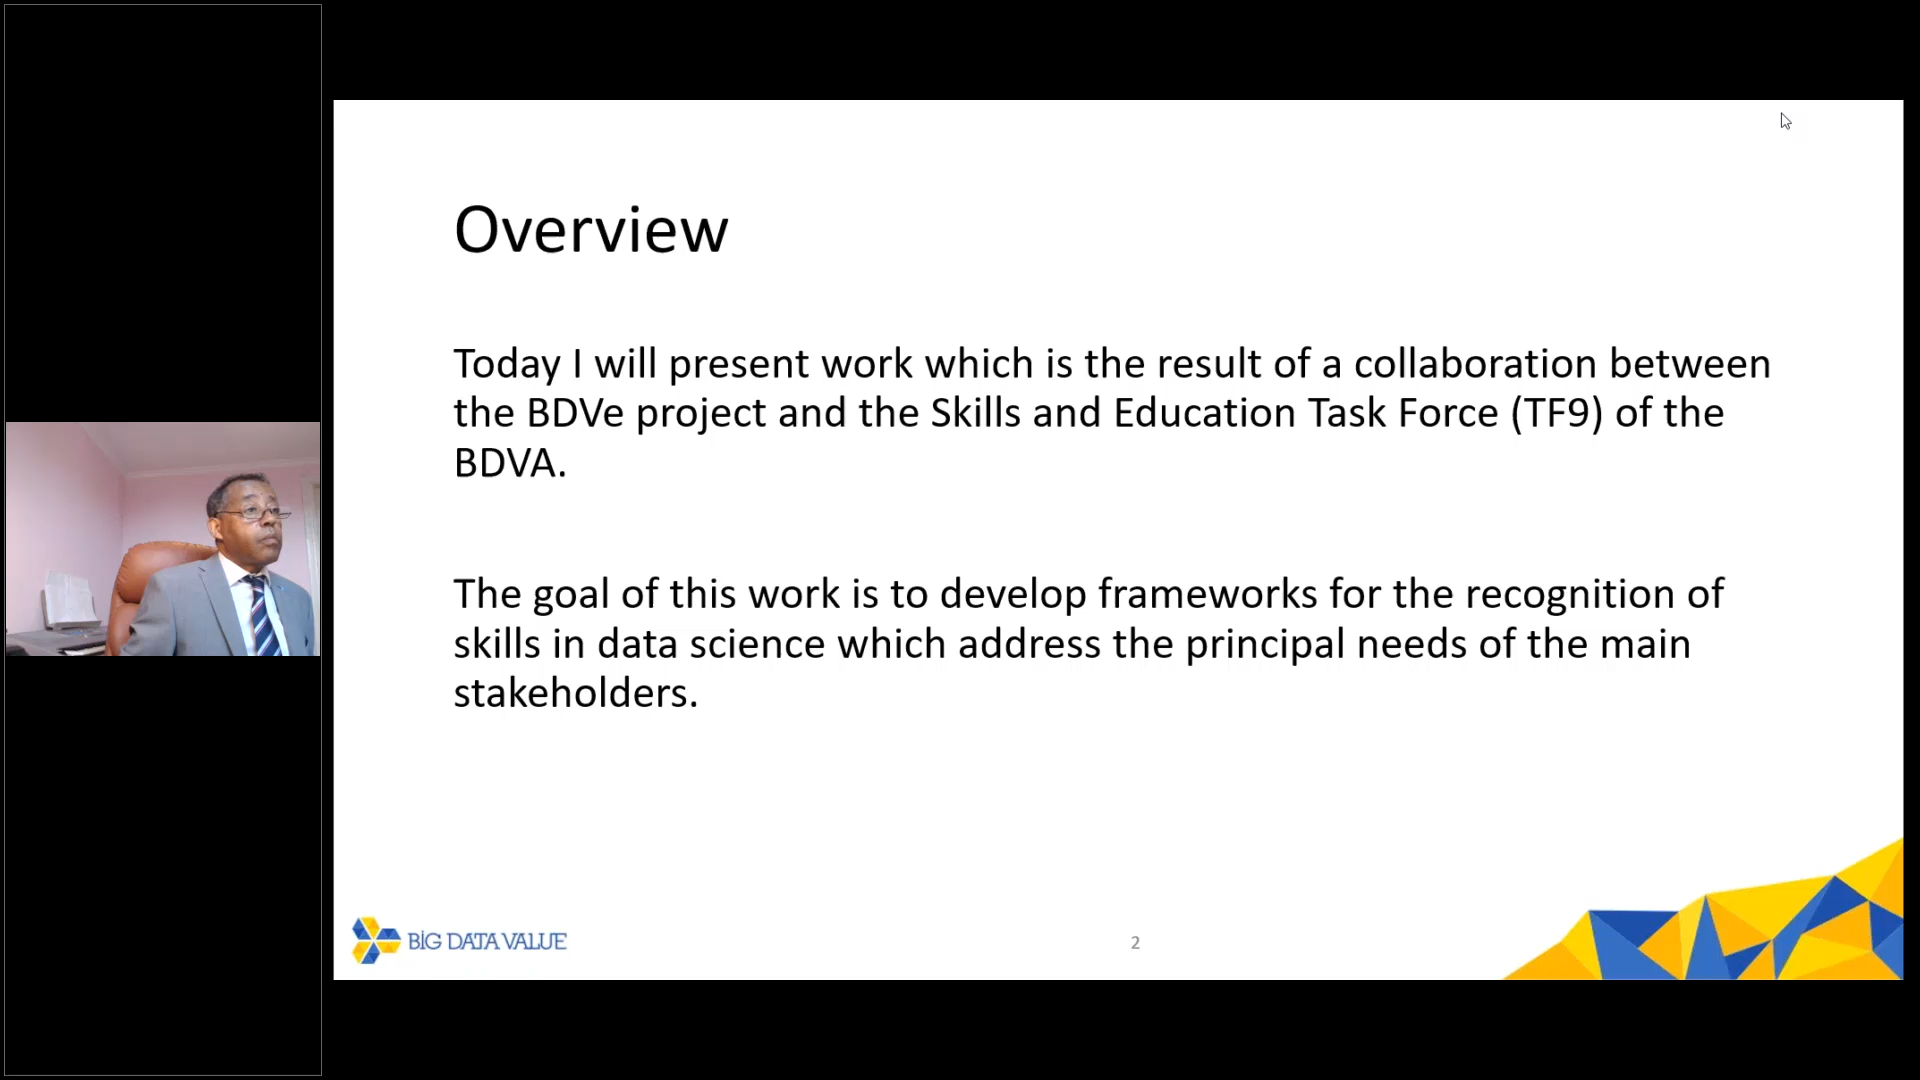 Overview
Today I will present work which is the result of a collaboration between
the BDVe project and the Skills and Education Task Force (TF9) of the
BDVA.
The goal of this work is to develop frameworks for the recognition of
skills in data science which address the principal needs of the main
stakeholders.
BIG DATA VALUE
2